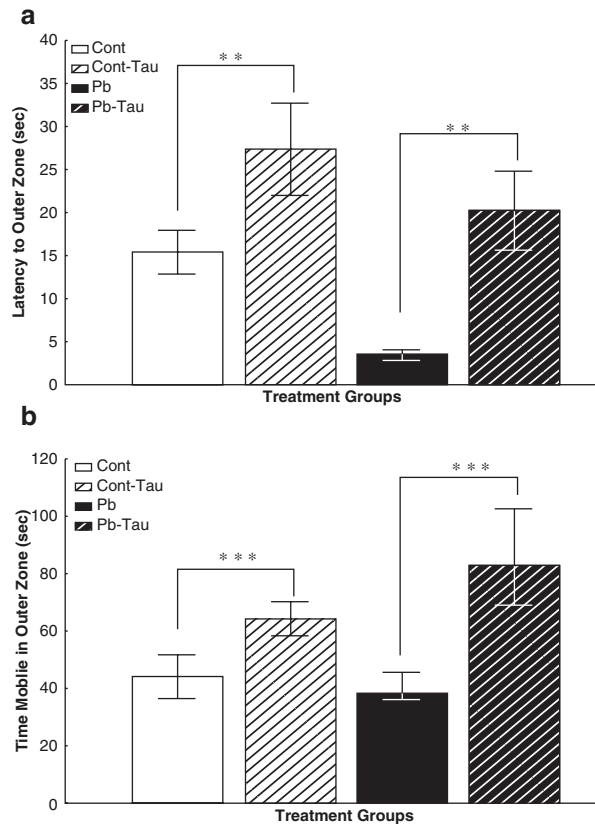 a
40
35
30
25
20
15
10
5
0
Latency to Outer Zone (sec)
Cont
Cont-Tau
Pb
Pb-Tau
* *
* *
Treatment Groups
b
120
100
80
60
40
20
0
Time Moblie in Outer Zone (sec)
Cont
Cont-Tau
Pb
Pb-Tau
* * *
* * *
Treatment Groups